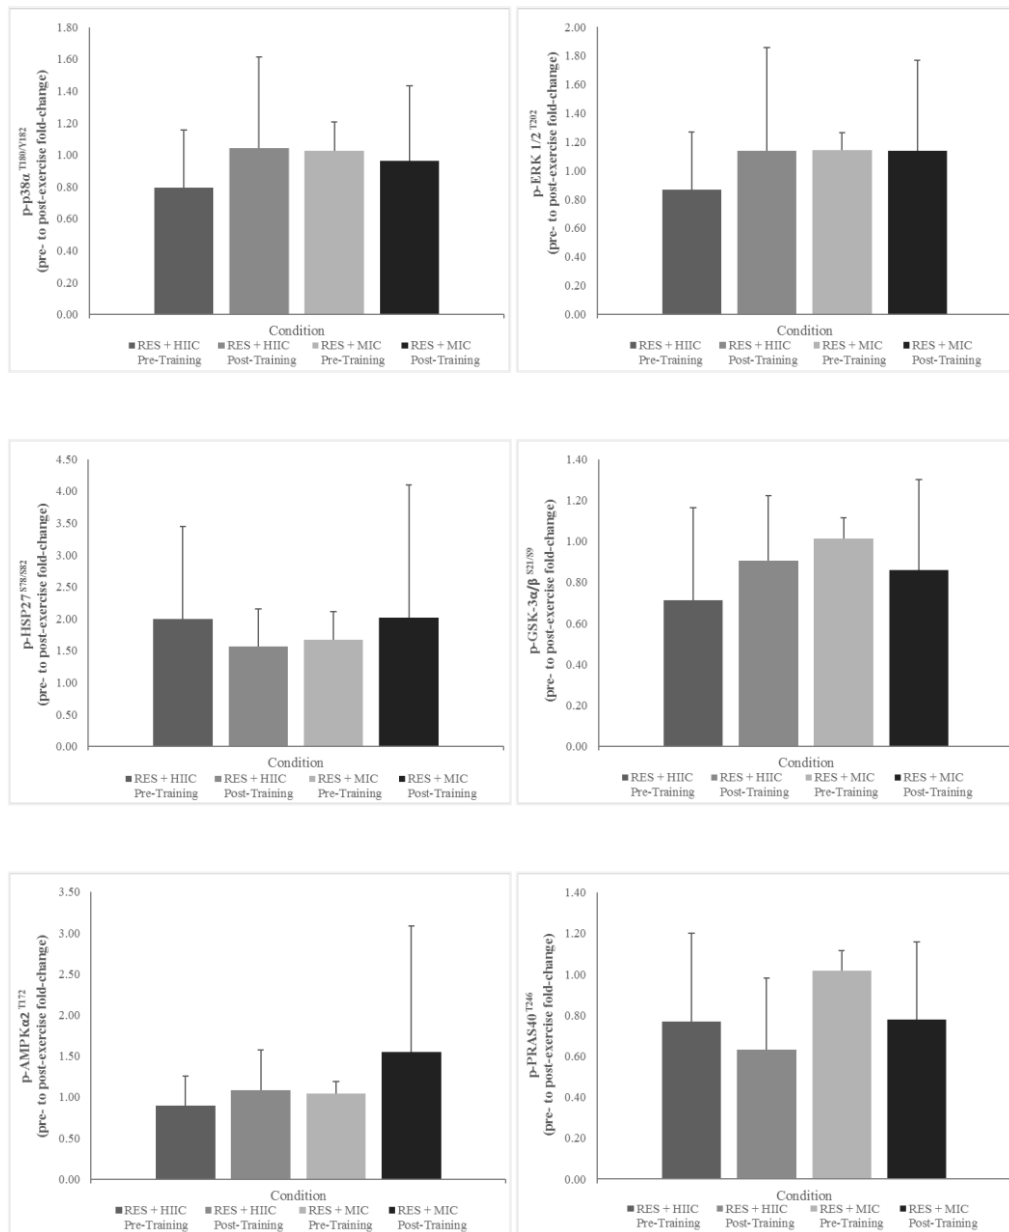 p-p38α T180/Y182
(pre- to post-exercise fold-change)
1.80
1.60
1.40
1.20
1.00
0.80
0.60
0.40
0.20
0.00
Condition
RES + HIIC Pre-Training
RES + HIIC Post-Training
RES + MIC Pre-Training
RES + MIC Post-Training
p-ERK 1/2 T202
(pre- to post-exercise fold-change)
2.00
1.80
1.60
1.40
1.20
1.00
0.80
0.60
0.40
0.20
0.00
Condition
RES + HIIC Pre-Training
RES + HIIC Post-Training
RES + MIC Pre-Training
RES + MIC Post-Training
p-HSP27 S78/S82
(pre- to post-exercise fold-change)
4.50
4.00
3.50
3.00
2.50
2.00
1.50
1.00
0.50
0.00
Condition
RES + HIIC Pre-Training
RES + HIIC Post-Training
RES + MIC Pre-Training
RES + MIC Post-Training
p-GSK-3α/β S21/S9
(pre- to post-exercise fold-change)
1.40
1.20
1.00
0.80
0.60
0.40
0.20
0.00
Condition
RES + HIIC Pre-Training
RES + HIIC Post-Training
RES + MIC Pre-Training
RES + MIC Post-Training
p-AMPKα2 T172
(pre- to post-exercise fold-change)
3.50
3.00
2.50
2.00
1.50
1.00
0.50
0.00
Condition
RES + HIIC Pre-Training
RES + HIIC Post-Training
RES + MIC Pre-Training
RES + MIC Post-Training
p-PRAS40 T246
(pre- to post-exercise fold-change)
1.40
1.20
1.00
0.80
0.60
0.40
0.20
0.00
Condition
RES + HIIC Pre-Training
RES + HIIC Post-Training
RES + MIC Pre-Training
RES + MIC Post-Training